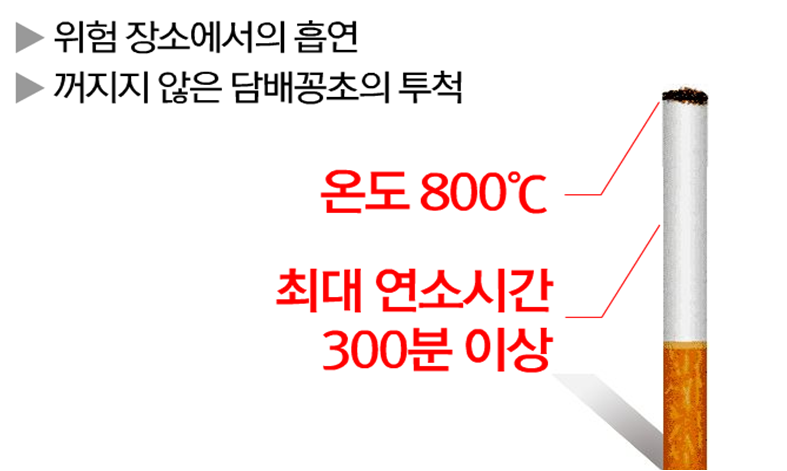 ▶ 위험 장소에서의 흡연
▶ 꺼지지 않은 담배꽁초의 투척
온도 800℃
최대 연소시간
300분 이상